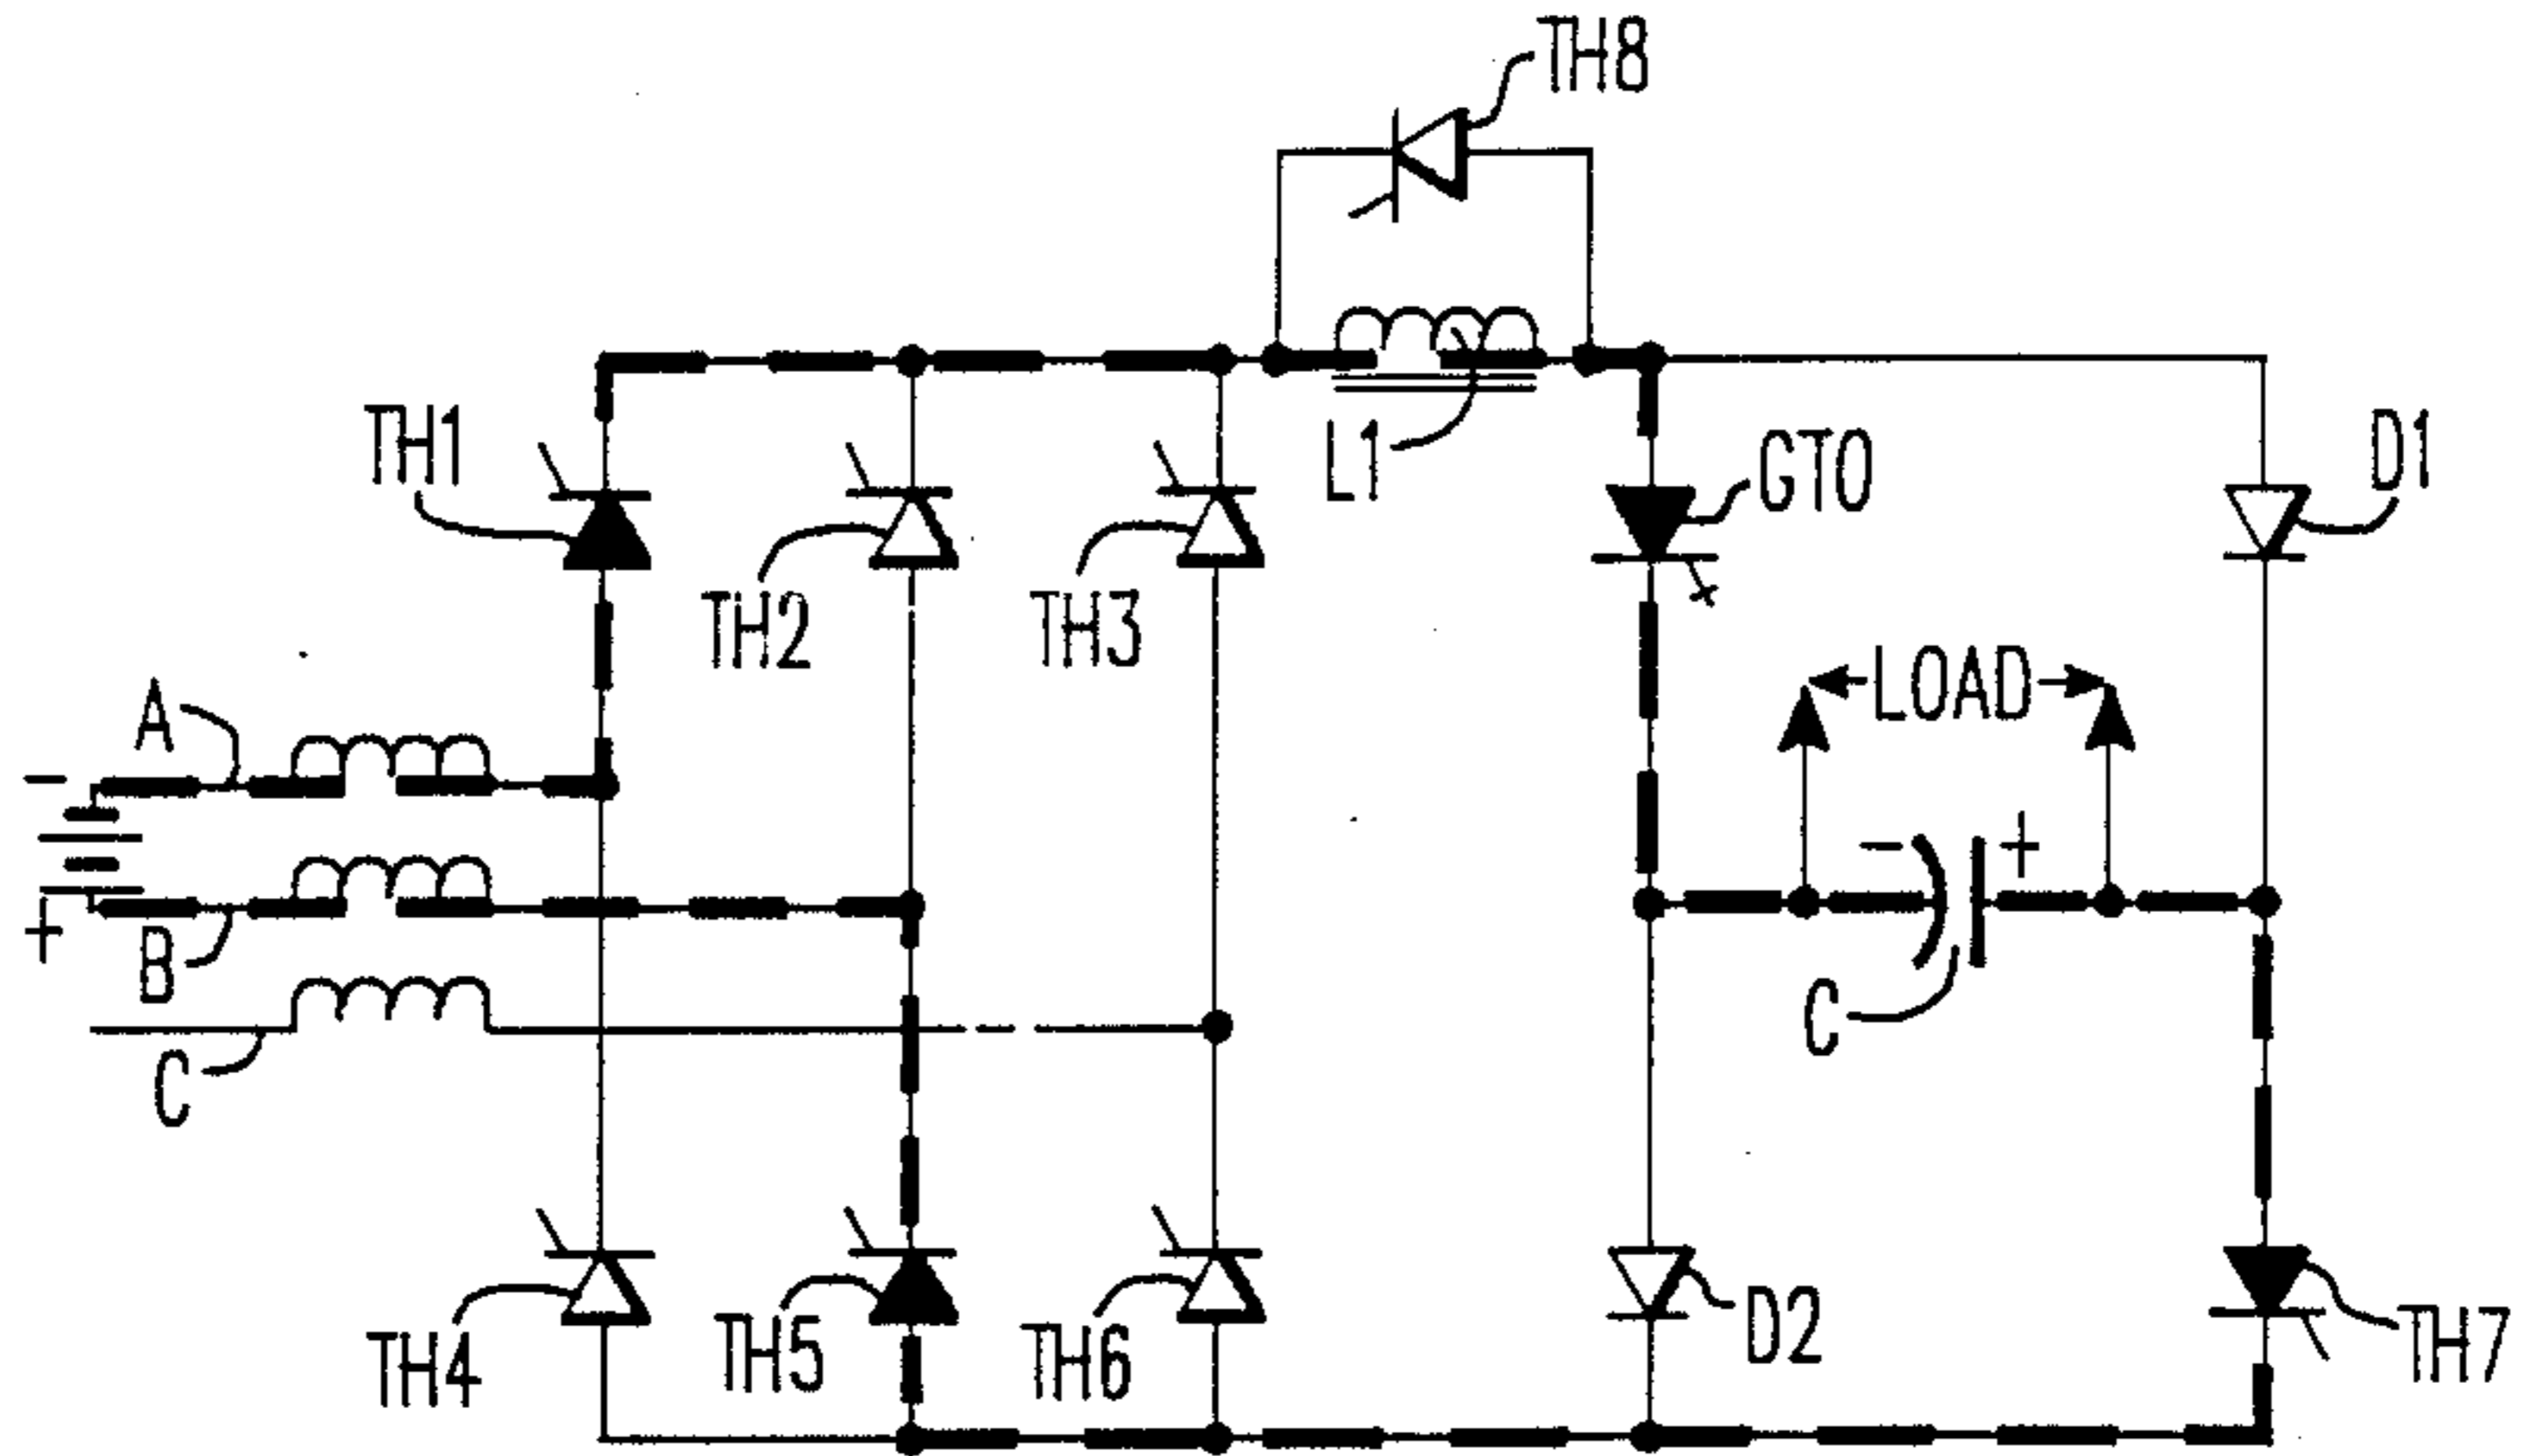 TH8
TH1
L1
GTO
D1
TH2
TH3
LOAD
A
-
- +
+
B
C
C
TH4
TH5
TH6
D2
TH7